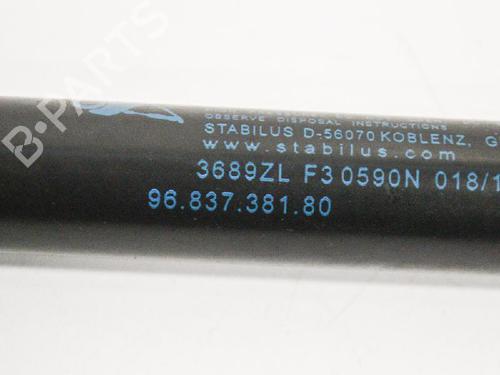 B-PARTS
OBSERVE DISPOSAL INSTRUCTIONS
STABILUS D-56070 KOBLENZ, G
www.stabilus.com
3689ZL F3 0590N 018/1
96.837.381.80